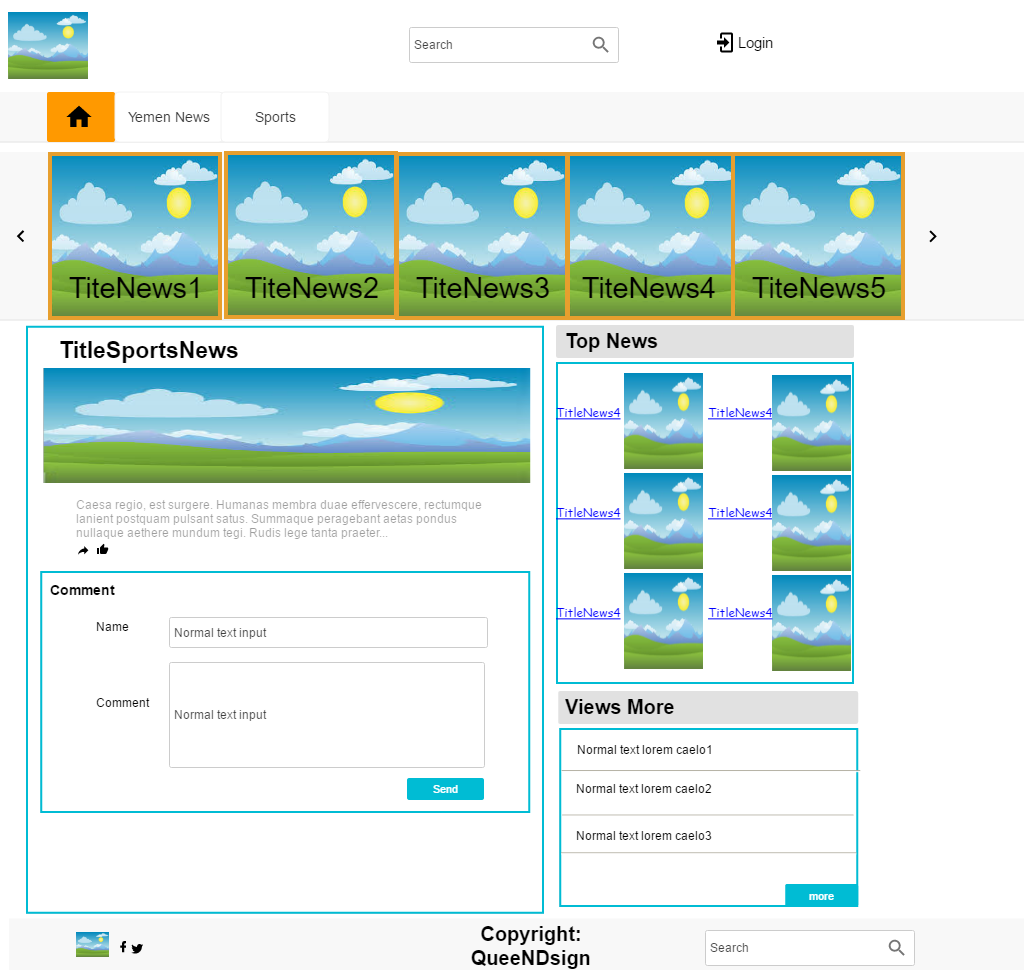 Search
Login
Yemen News
Sports
TiteNews1
TiteNews2
TiteNews3
TiteNews4
TiteNews5
TitleSportsNews
Caesa regio, est surgere. Humanas membra duae effervescere, rectumque
lanient postquam pulsant satus. Summaque peragebant aetas pondus
nullaque aethere mundum tegi. Rudis lege tanta praeter...
Comment
Name
Normal text input
Comment
Normal text input
Send
Top News
TitleNews4
TitleNews4
TitleNews4
TitleNews4
TitleNews4
TitleNews4
Views More
Normal text lorem caelo1
Normal text lorem caelo2
Normal text lorem caelo3
more
Copyright:
QueeNDsign
Search